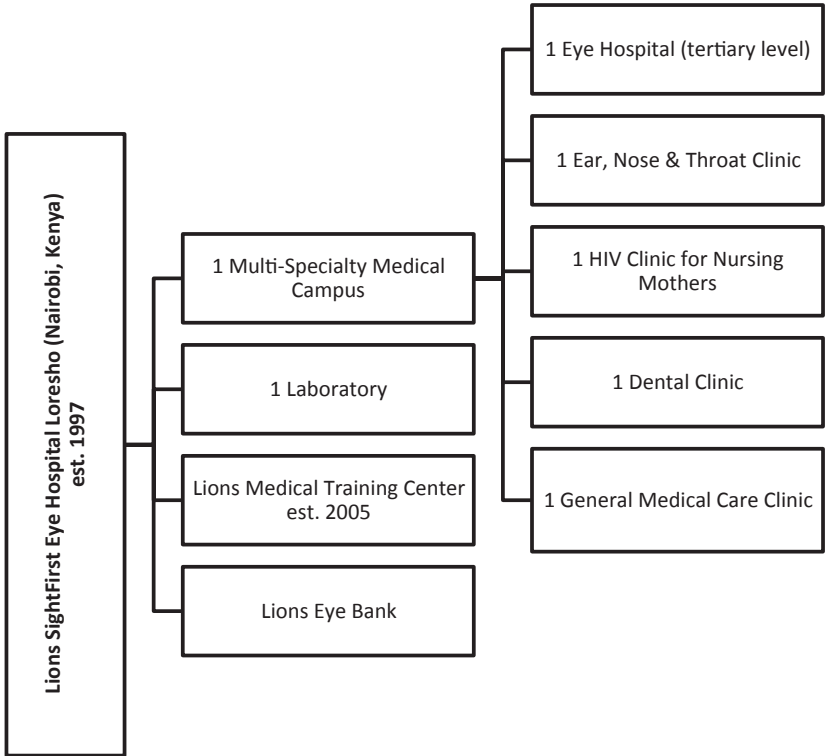 Lions SightFirst Eye Hospital Loresho (Nairobi, Kenya)
est. 1997
1 Multi-Specialty Medical
Campus
1 Laboratory
Lions Medical Training Center
est. 2005
Lions Eye Bank
1 Eye Hospital (tertiary level)
1 Ear, Nose & Throat Clinic
1 HIV Clinic for Nursing
Mothers
1 Dental Clinic
1 General Medical Care Clinic